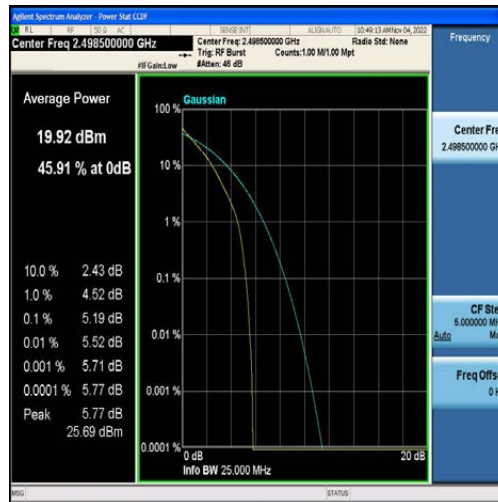 Agilent Spectrum Analyzer - Power Stat CCDF
RL RF 50 Ω AC SENSE:INT ALIGNAUTO 10:49:13 AM Nov 04, 2022
Center Freq 2.498500000 GHz
Center Freq: 2.498500000 GHz Radio Std: None
Trig: RF Burst Counts:1.00 M/1.00 Mpt
#IFGain:Low #Atten: 46 dB
Frequency
Average Power
19.92 dBm
45.91 % at 0dB
10.0 % 2.43 dB
1.0 % 4.52 dB
0.1 % 5.19 dB
0.01 % 5.52 dB
0.001 % 5.71 dB
0.0001 % 5.77 dB
Peak 5.77 dB
25.69 dBm
Gaussian
100 %
10 %
1 %
0.1 %
0.01 %
0.001 %
0.0001 %
0 dB 20 dB
Info BW 25.000 MHz
Center Fre
2.498500000 GH
CF Ste
5.000000 MH
Auto Ma
Freq Offs
0 H
MSG STATUS